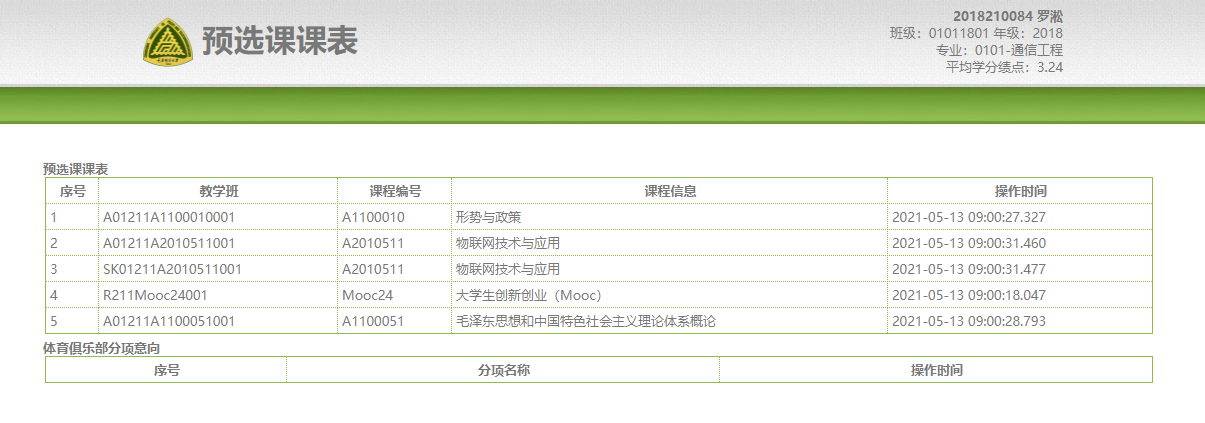 预选课课表
2018210084 罗淞
班级：01011801 年级：2018
专业：0101-通信工程
平均学分绩点：3.24
预选课课表
序号 教学班 课程编号 课程信息 操作时间
1 A01211A1100010001 A1100010 形势与政策 2021-05-13 09:00:27.327
2 A01211A2010511001 A2010511 物联网技术与应用 2021-05-13 09:00:31.460
3 SK01211A2010511001 A2010511 物联网技术与应用 2021-05-13 09:00:31.477
4 R211Mooc24001 Mooc24 大学生创新创业（Mooc） 2021-05-13 09:00:18.047
5 A01211A1100051001 A1100051 毛泽东思想和中国特色社会主义理论体系概论 2021-05-13 09:00:28.793
体育俱乐部分项意向
序号 分项名称 操作时间